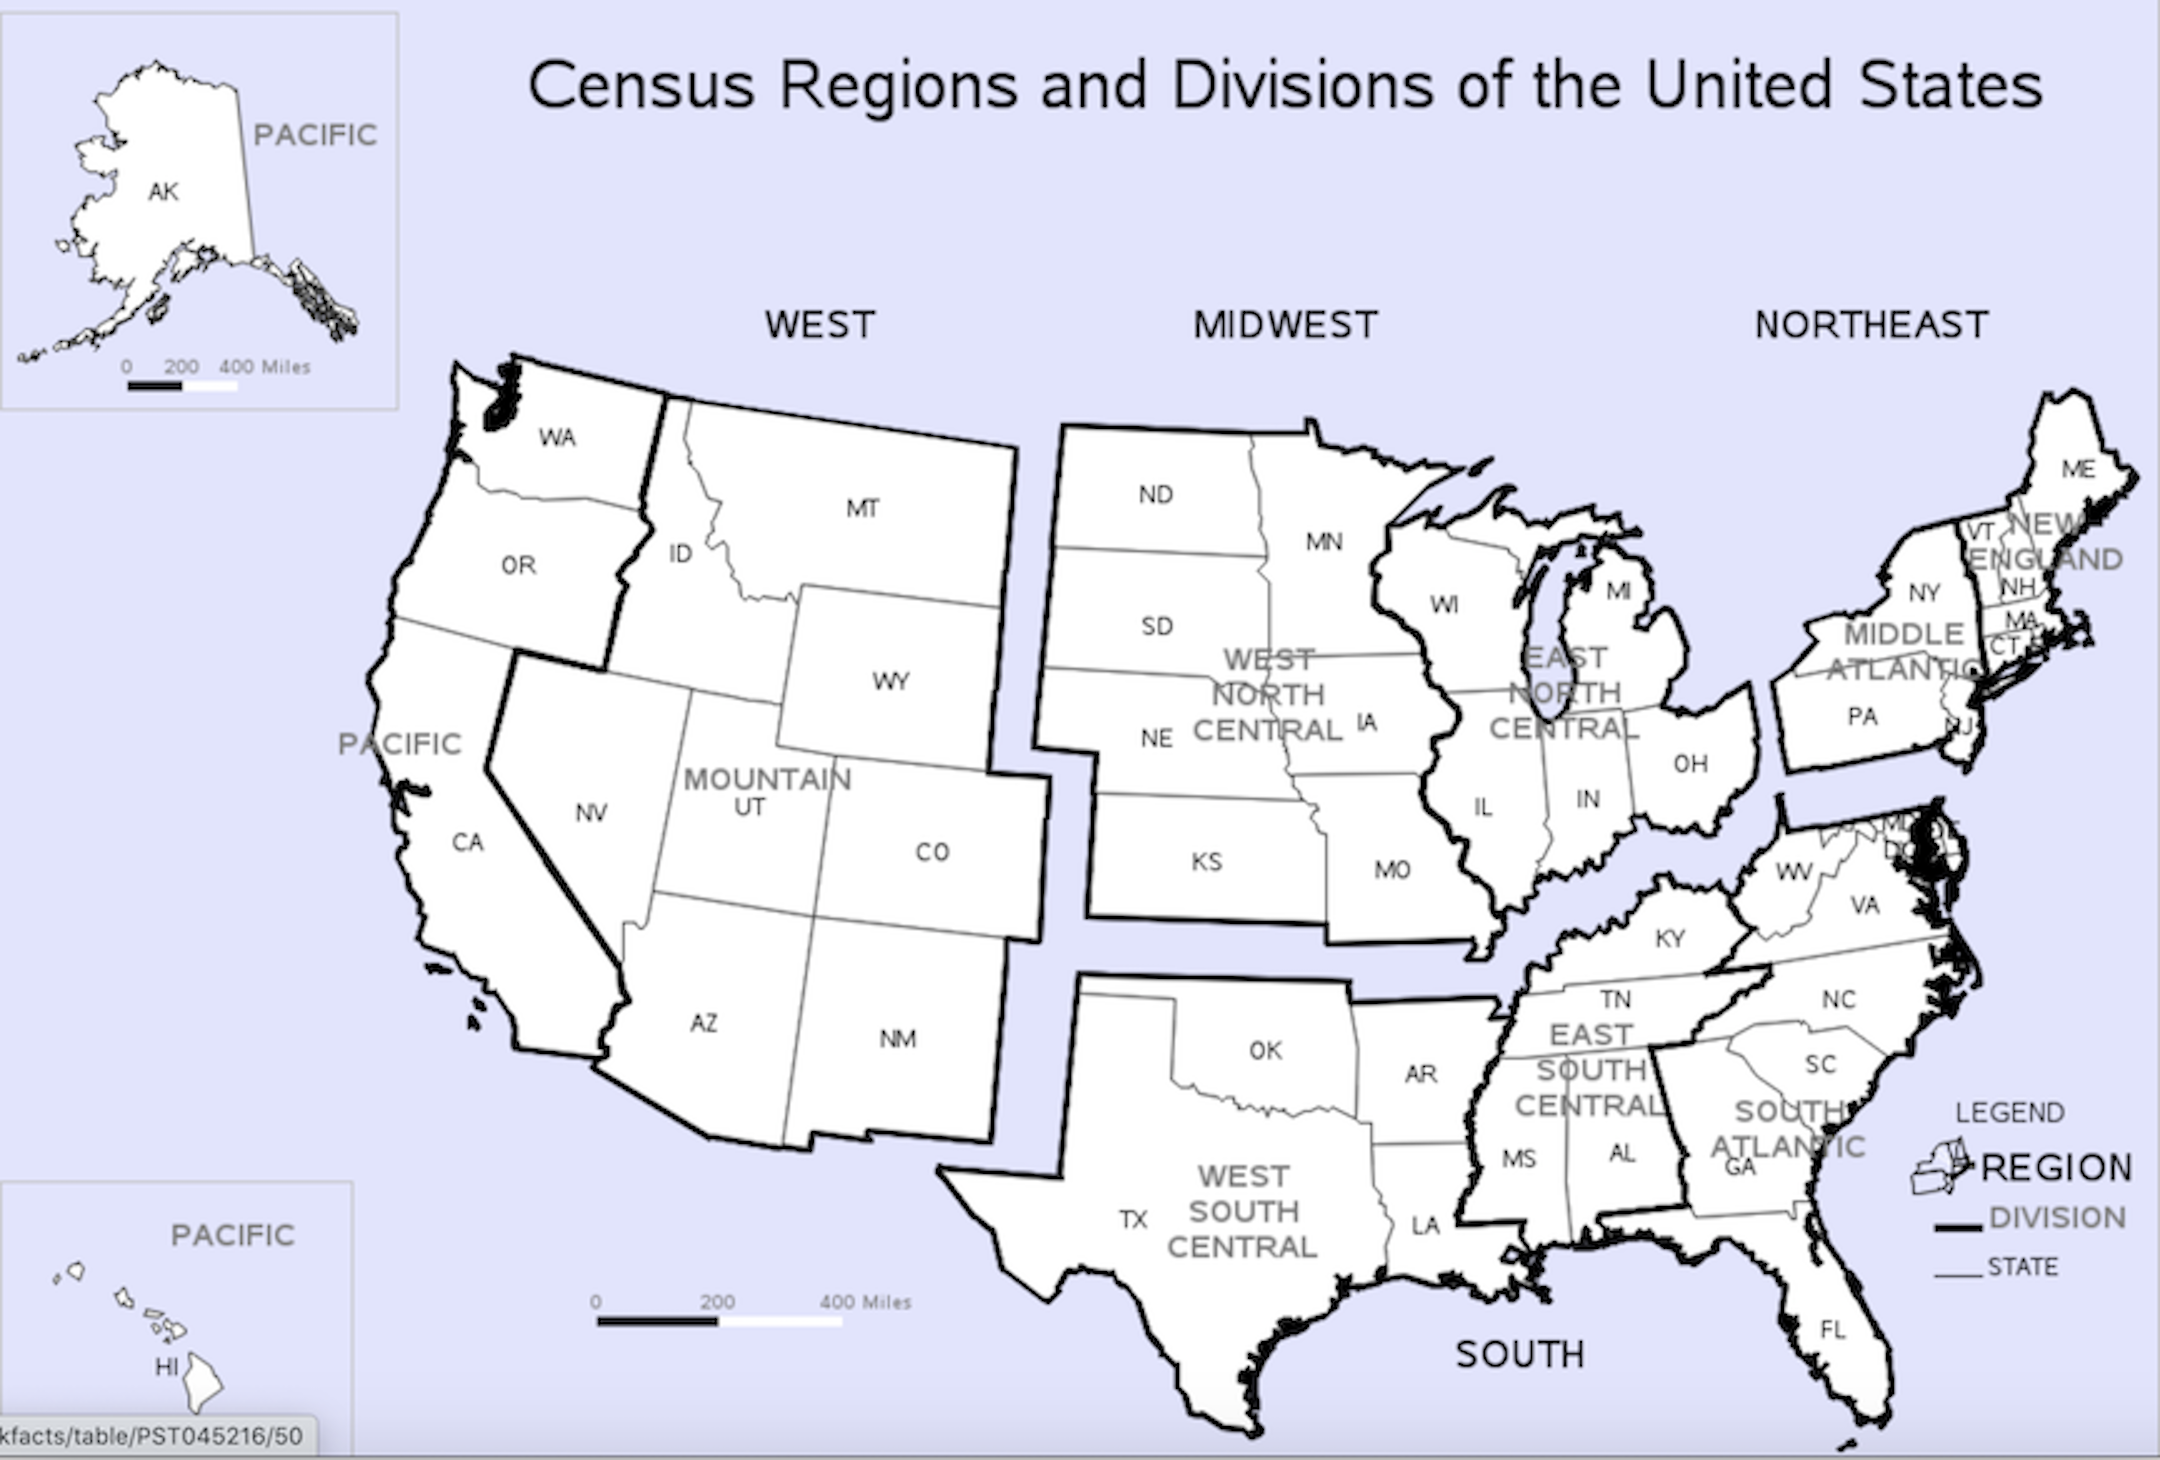 Census Regions and Divisions of the United States
PACIFIC
AK
0 200 400 Miles
WEST
MIDWEST
NORTHEAST
WA
MT
OR
ID
WY
PACIFIC
MOUNTAIN
NV
UT
CA
CO
AZ
NM
ND
MN
SD
WEST
NORTH
CENTRAL
NE
IA
KS
MO
WI
MI
EAST
NORTH
CENTRAL
IL
IN
OH
ME
VT
NEW
ENGLAND
NH
NY
MA
CT
MIDDLE
ATLANTIC
PA
NJ
WV
VA
KY
TN
NC
EAST
SOUTH
CENTRAL
SC
MS
AL
SOUTH
ATLANTIC
GA
FL
OK
AR
WEST
SOUTH
CENTRAL
TX
LA
SOUTH
LEGEND
REGION
DIVISION
STATE
0 200 400 Miles
PACIFIC
HI
kfacts/table/PST045216/50